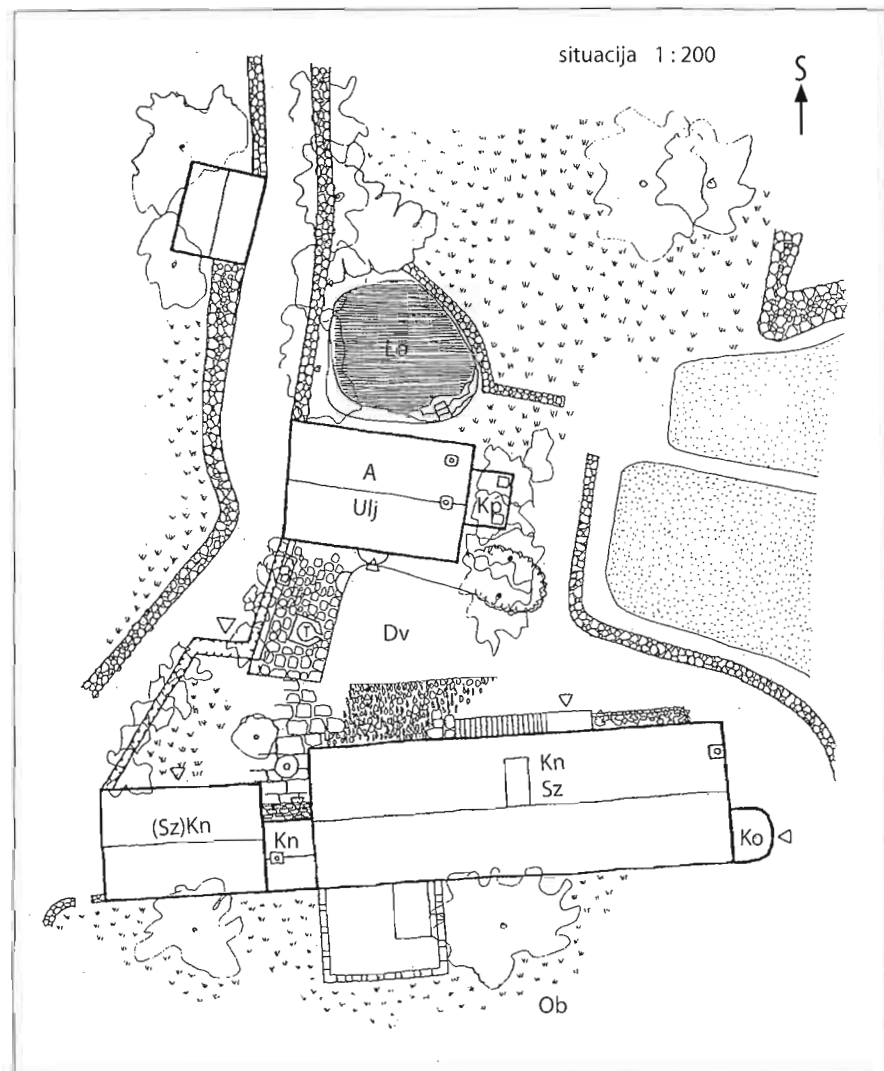 situacija 1 : 200
S
Lo
A
Ulj
Kp
T
Dv
Kn
Sz
(Sz)Kn
Kn
Ko
Ob